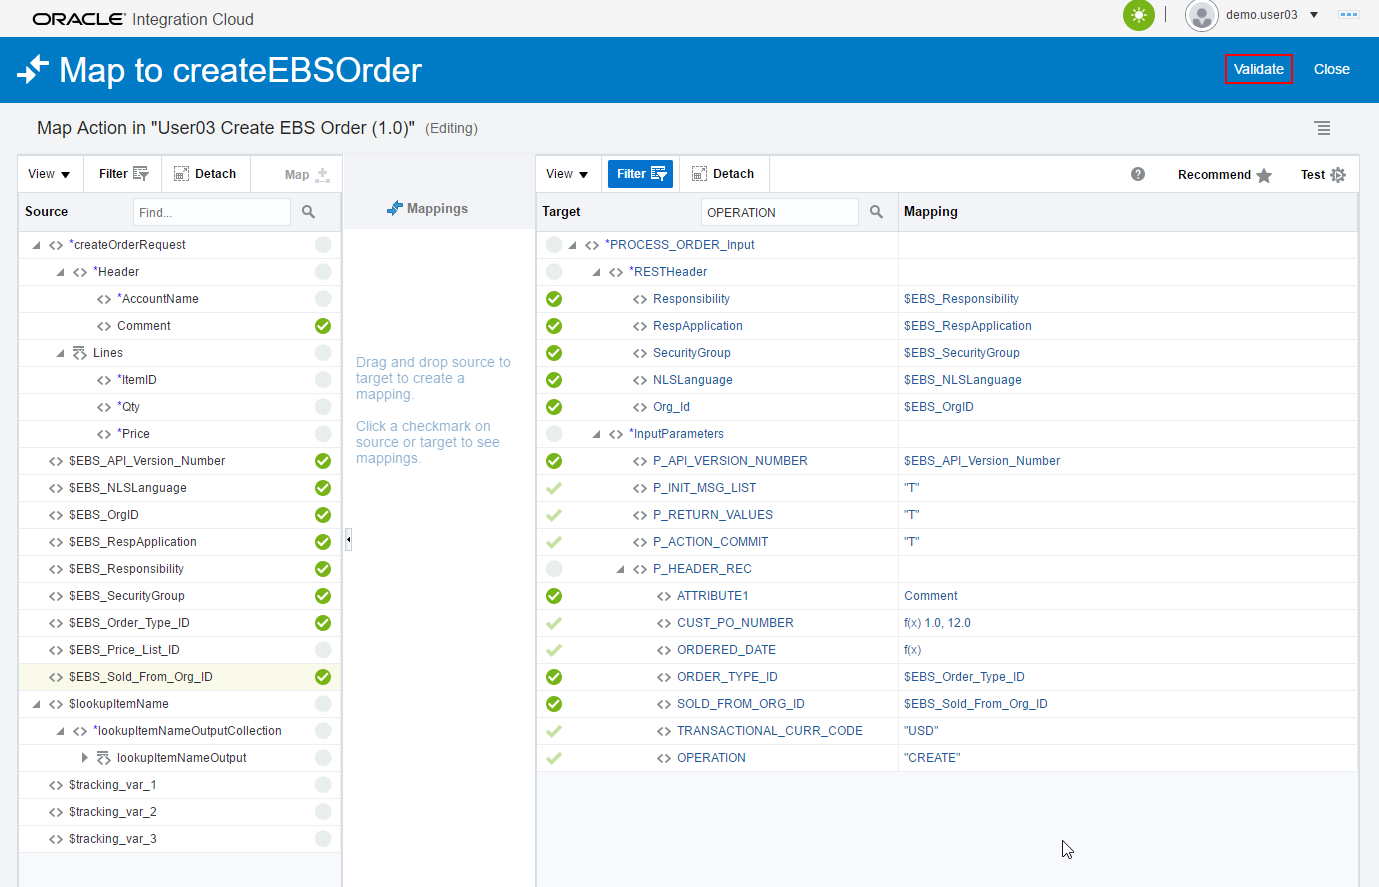 ORACLE Integration Cloud
demo.user03
Map to createEBSOrder
Validate
Close
Map Action in "User03 Create EBS Order (1.0)" (Editing)
View
Filter
Detach
Map
Source
Find...
*createOrderRequest
*Header
*AccountName
Comment
Lines
*ItemID
*Qty
*Price
$EBS_API_Version_Number
$EBS_NLSLanguage
$EBS_OrgID
$EBS_RespApplication
$EBS_Responsibility
$EBS_SecurityGroup
$EBS_Order_Type_ID
$EBS_Price_List_ID
$EBS_Sold_From_Org_ID
$lookupItemName
*lookupItemNameOutputCollection
lookupItemNameOutput
$tracking_var_1
$tracking_var_2
$tracking_var_3
Mappings
Drag and drop source to
target to create a
mapping.
Click a checkmark on
source or target to see
mappings.
View
Filter
Detach
?
Recommend
Test
Target
OPERATION
Mapping
*PROCESS_ORDER_Input
*RESTHeader
Responsibility $EBS_Responsibility
RespApplication $EBS_RespApplication
SecurityGroup $EBS_SecurityGroup
NLSLanguage $EBS_NLSLanguage
Org_Id $EBS_OrgID
*InputParameters
P_API_VERSION_NUMBER $EBS_API_Version_Number
P_INIT_MSG_LIST "T"
P_RETURN_VALUES "T"
P_ACTION_COMMIT "T"
P_HEADER_REC
ATTRIBUTE1 Comment
CUST_PO_NUMBER f(x) 1.0, 12.0
ORDERED_DATE f(x)
ORDER_TYPE_ID $EBS_Order_Type_ID
SOLD_FROM_ORG_ID $EBS_Sold_From_Org_ID
TRANSACTIONAL_CURR_CODE "USD"
OPERATION "CREATE"